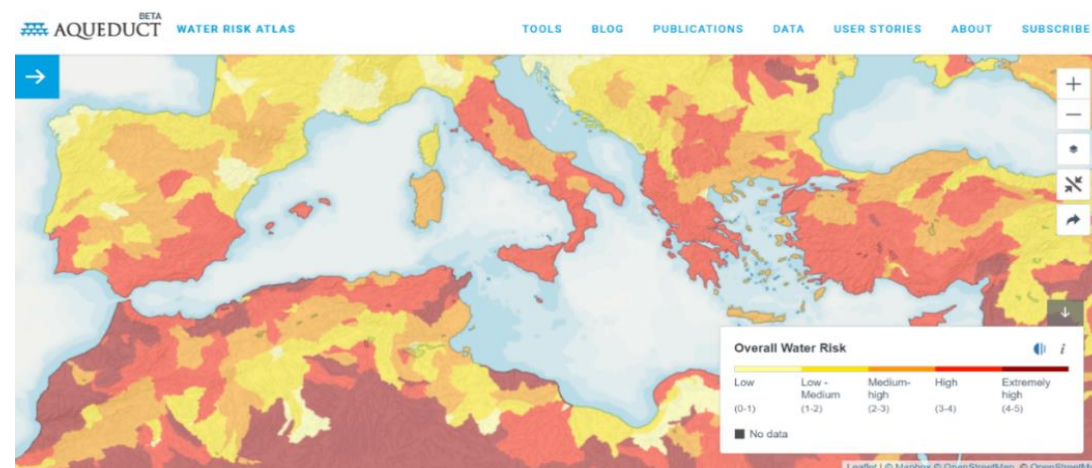 BETA
AQUEDUCT WATER RISK ATLAS TOOLS BLOG PUBLICATIONS DATA USER STORIES ABOUT SUBSCRIBE
Overall Water Risk i
Low Low - Medium- High Extremely
Medium high high
(0-1) (1-2) (2-3) (3-4) (4-5)
No data
Leaflet | © Mapbox © OpenStreetMap, © OpenStreetM